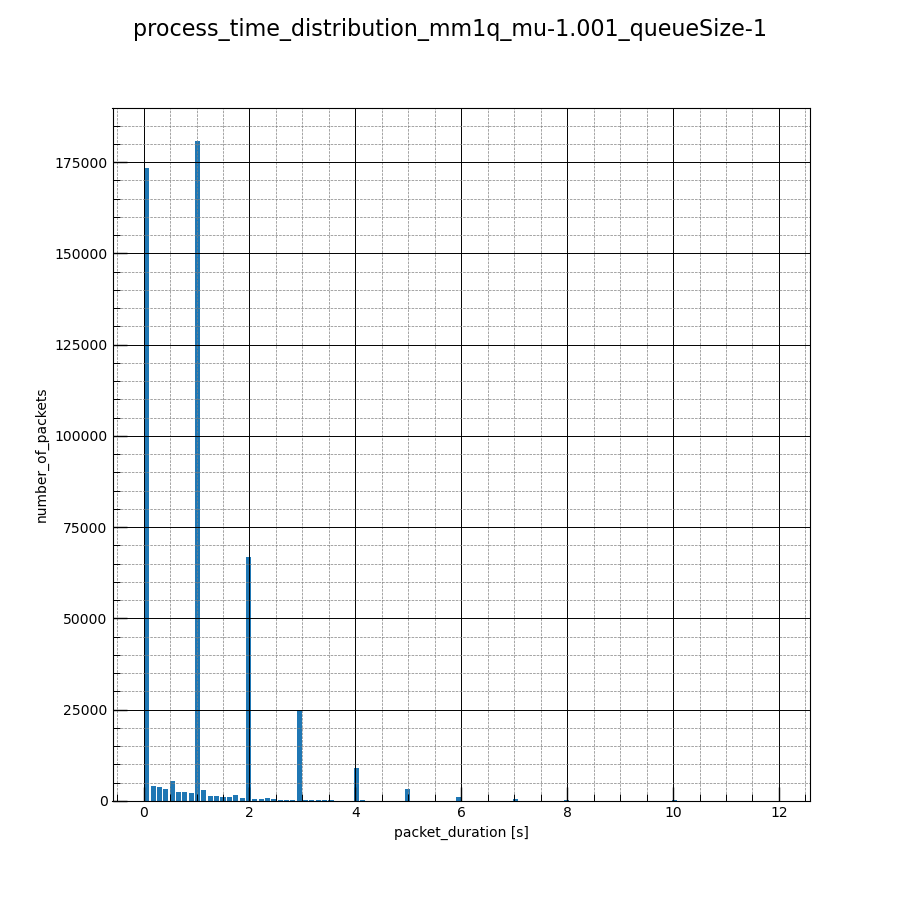 process_time_distribution_mm1q_mu-1.001_queueSize-1
175000
150000
125000
100000
75000
50000
25000
0
number_of_packets
0 2 4 6 8 10 12
packet_duration [s]